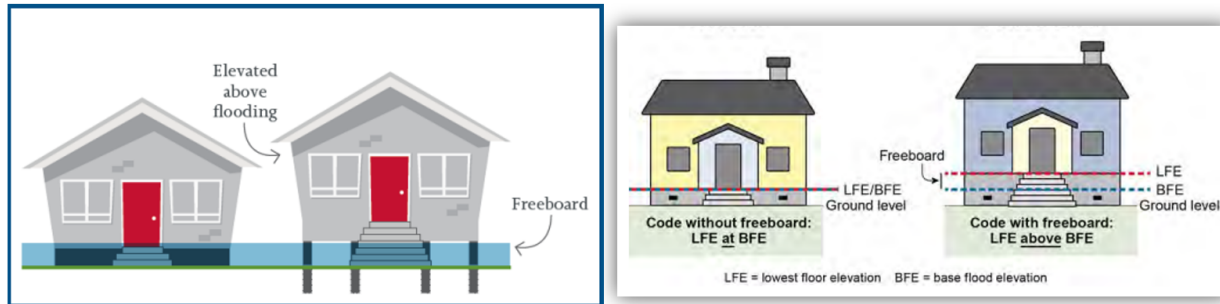 Elevated
above
flooding
Freeboard
Freeboard
LFE/BFE
Ground level
LFE
BFE
Ground level
Code without freeboard:
LFE at BFE
Code with freeboard:
LFE above BFE
LFE = lowest floor elevation BFE = base flood elevation